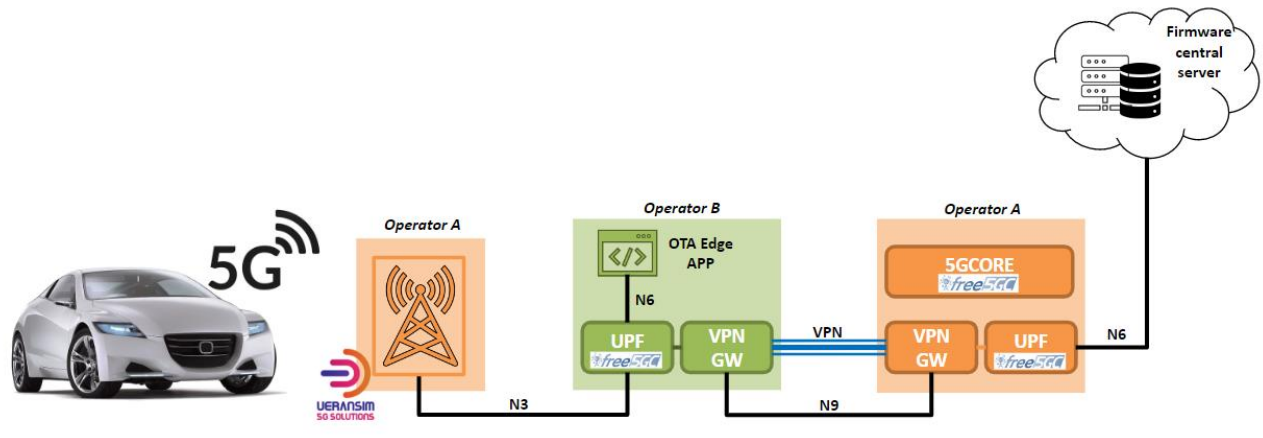 Firmware
central
server
Operator A
Operator B
Operator A
5G
OTA Edge
APP
5GCORE
free5GC
N6
UPF
free5GC
VPN
GW
VPN
VPN
GW
UPF
free5GC
N6
UERANSIM
5G SOLUTIONS
N3
N9